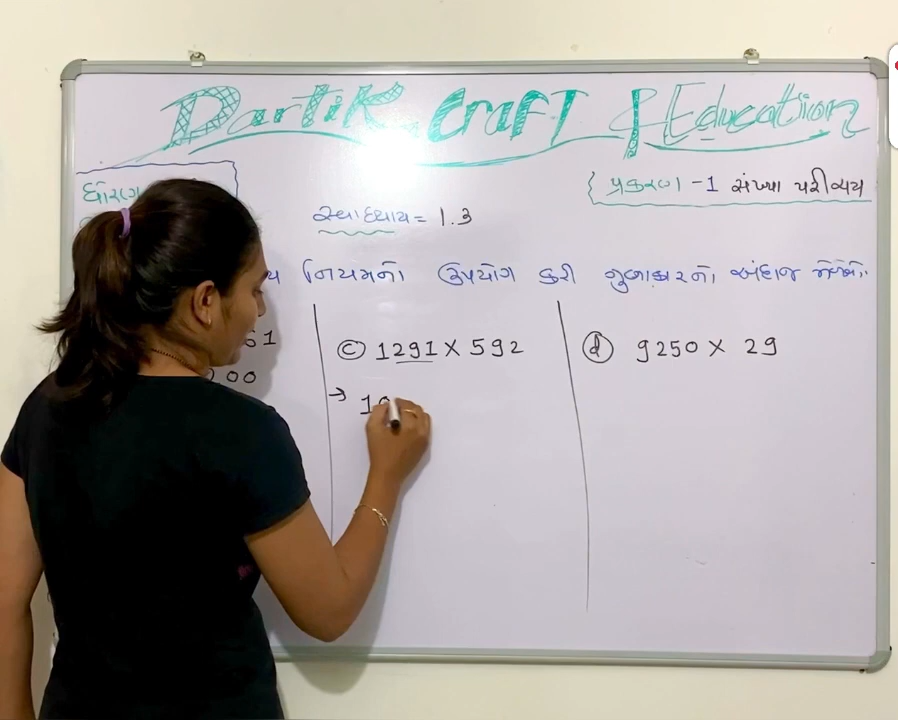 Dartik Craft & Education
ધોરણ
પ્રકરણ - 1 સંખ્યા પરીચય
સ્વાધ્યાય = 1.3
નિયમનો ઉપયોગ કરી ગુણાકારનો અંદાજ મેળવો.
61
00
(c) 1291 X 592
→ 10
(d) 9250 X 29